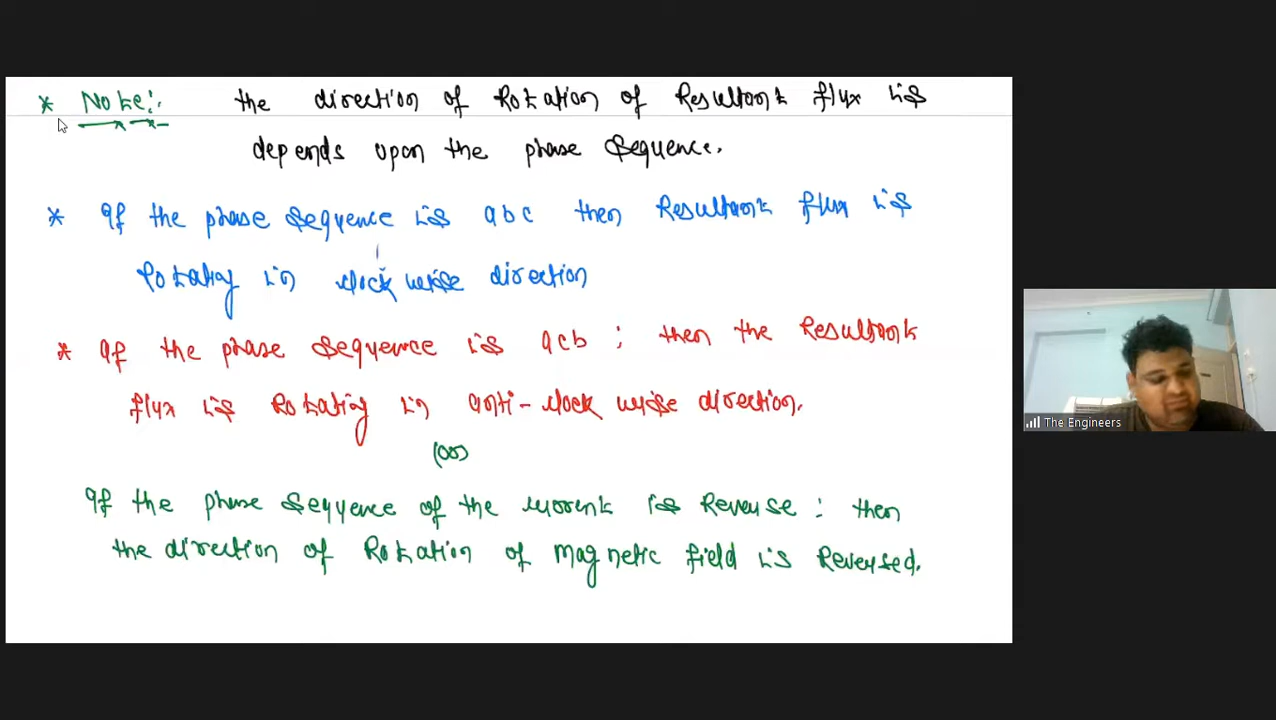 * Note:. the direction of Rotation of Resultant flux is
depends upon the phase sequence.
* If the phase sequence is abc then Resultant flux is
Rotating in clock wise direction
* If the phase sequence is acb ; then the Resultant
flux is Rotating in anti-clock wise direction.
(or)
If the phase sequence of the current is Reverse : then
the direction of Rotation of magnetic field is Reversed.
The Engineers